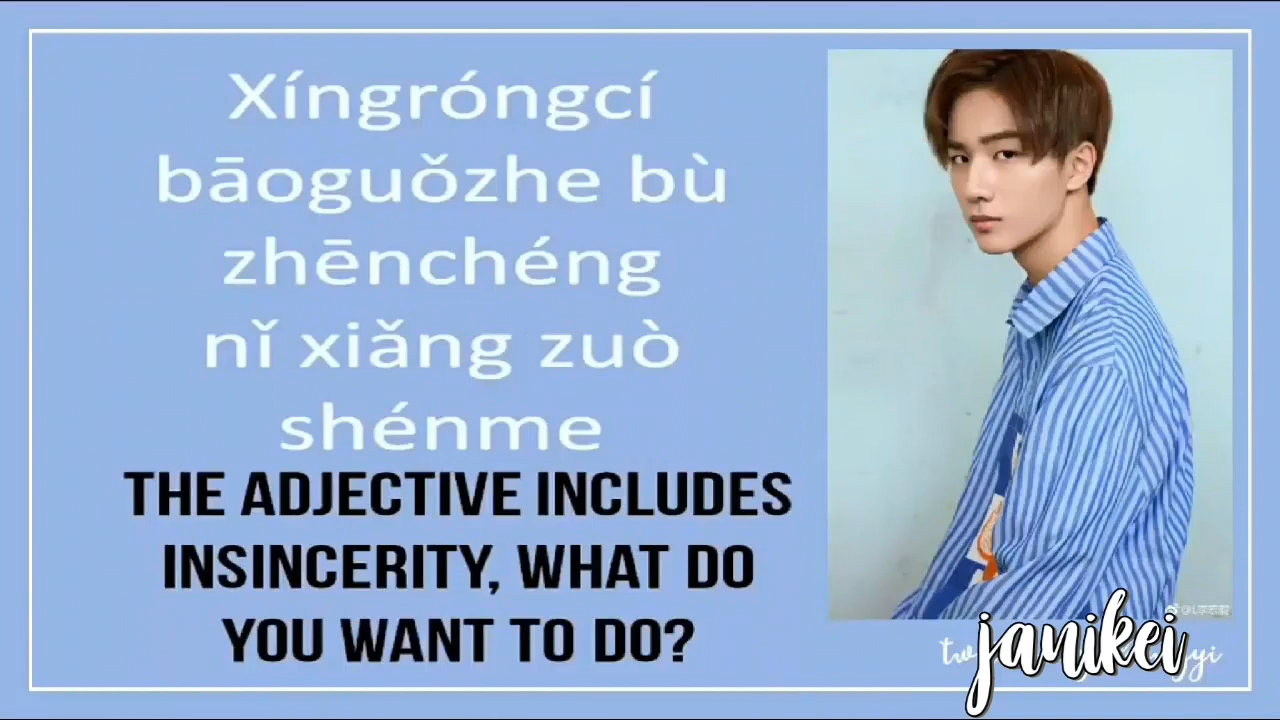 Xíngróngcí
bāoguǒzhe bù
zhēnchéng
nǐ xiǎng zuò
shénme
THE ADJECTIVE INCLUDES
INSINCERITY, WHAT DO
YOU WANT TO DO?
janikei